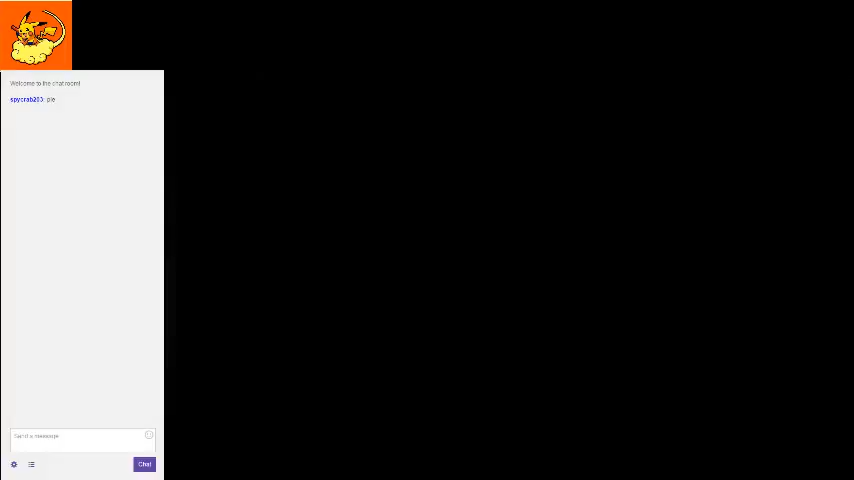 Welcome to the chat room!
spycrab203: pie
Send a message
Chat